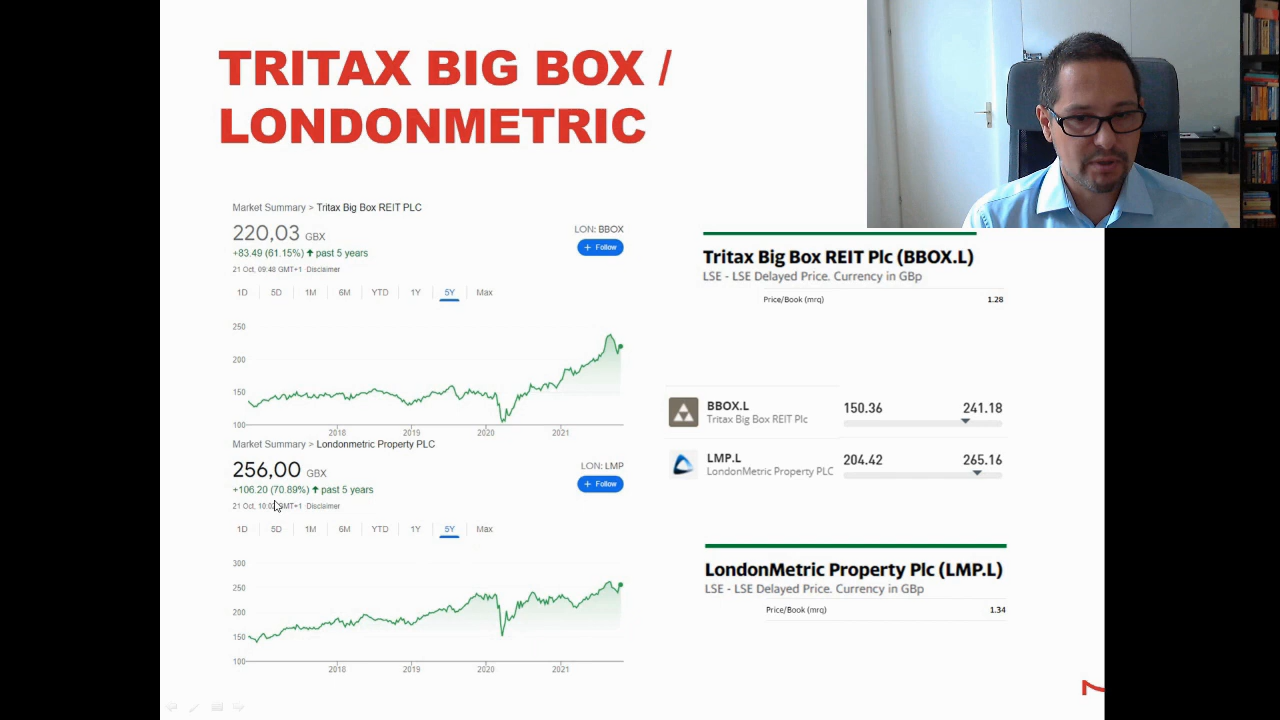 TRITAX BIG BOX /
LONDONMETRIC
Market Summary > Tritax Big Box REIT PLC
220,03 GBX
LON: BBOX
+83.49 (61.15%) ↑ past 5 years
+ Follow
21 Oct, 09:48 GMT+1 · Disclaimer
1D 5D 1M 6M YTD 1Y 5Y Max
250
200
150
100
2018 2019 2020 2021
Market Summary > Londonmetric Property PLC
256,00 GBX
LON: LMP
+106.20 (70.89%) ↑ past 5 years
+ Follow
21 Oct, 10:0 GMT+1 · Disclaimer
1D 5D 1M 6M YTD 1Y 5Y Max
300
250
200
150
100
2018 2019 2020 2021
Tritax Big Box REIT Plc (BBOX.L)
LSE - LSE Delayed Price. Currency in GBp
Price/Book (mrq) 1.28
BBOX.L 150.36 241.18
Tritax Big Box REIT Plc
LMP.L 204.42 265.16
LondonMetric Property PLC
LondonMetric Property Plc (LMP.L)
LSE - LSE Delayed Price. Currency in GBp
Price/Book (mrq) 1.34
7